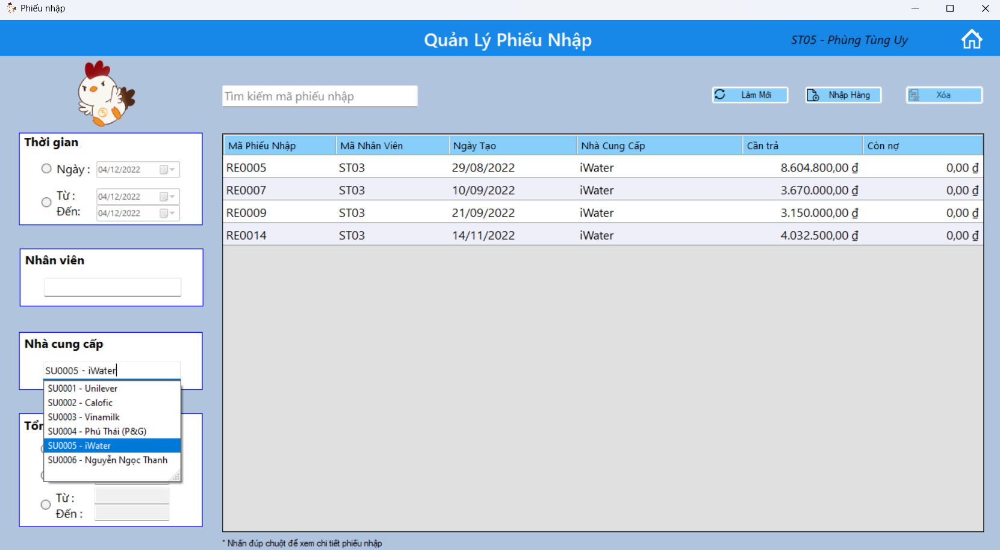 Phiếu nhập
Quản Lý Phiếu Nhập
ST05 - Phùng Tùng Uy
Tìm kiếm mã phiếu nhập
Làm Mới
Nhập Hàng
Xóa
Thời gian
Ngày : 04/12/2022
Từ : 04/12/2022
Đến: 04/12/2022
Nhân viên
Nhà cung cấp
SU0005 - iWater
SU0001 - Unilever
SU0002 - Calofic
SU0003 - Vinamilk
SU0004 - Phú Thái (P&G)
SU0005 - iWater
SU0006 - Nguyễn Ngọc Thanh
Từ :
Đến :
Mã Phiếu Nhập Mã Nhân Viên Ngày Tạo Nhà Cung Cấp Cần trả Còn nợ
RE0005 ST03 29/08/2022 iWater 8.604.800,00 ₫ 0,00 ₫
RE0007 ST03 10/09/2022 iWater 3.670.000,00 ₫ 0,00 ₫
RE0009 ST03 21/09/2022 iWater 3.150.000,00 ₫ 0,00 ₫
RE0014 ST03 14/11/2022 iWater 4.032.500,00 ₫ 0,00 ₫
* Nhấn đúp chuột để xem chi tiết phiếu nhập